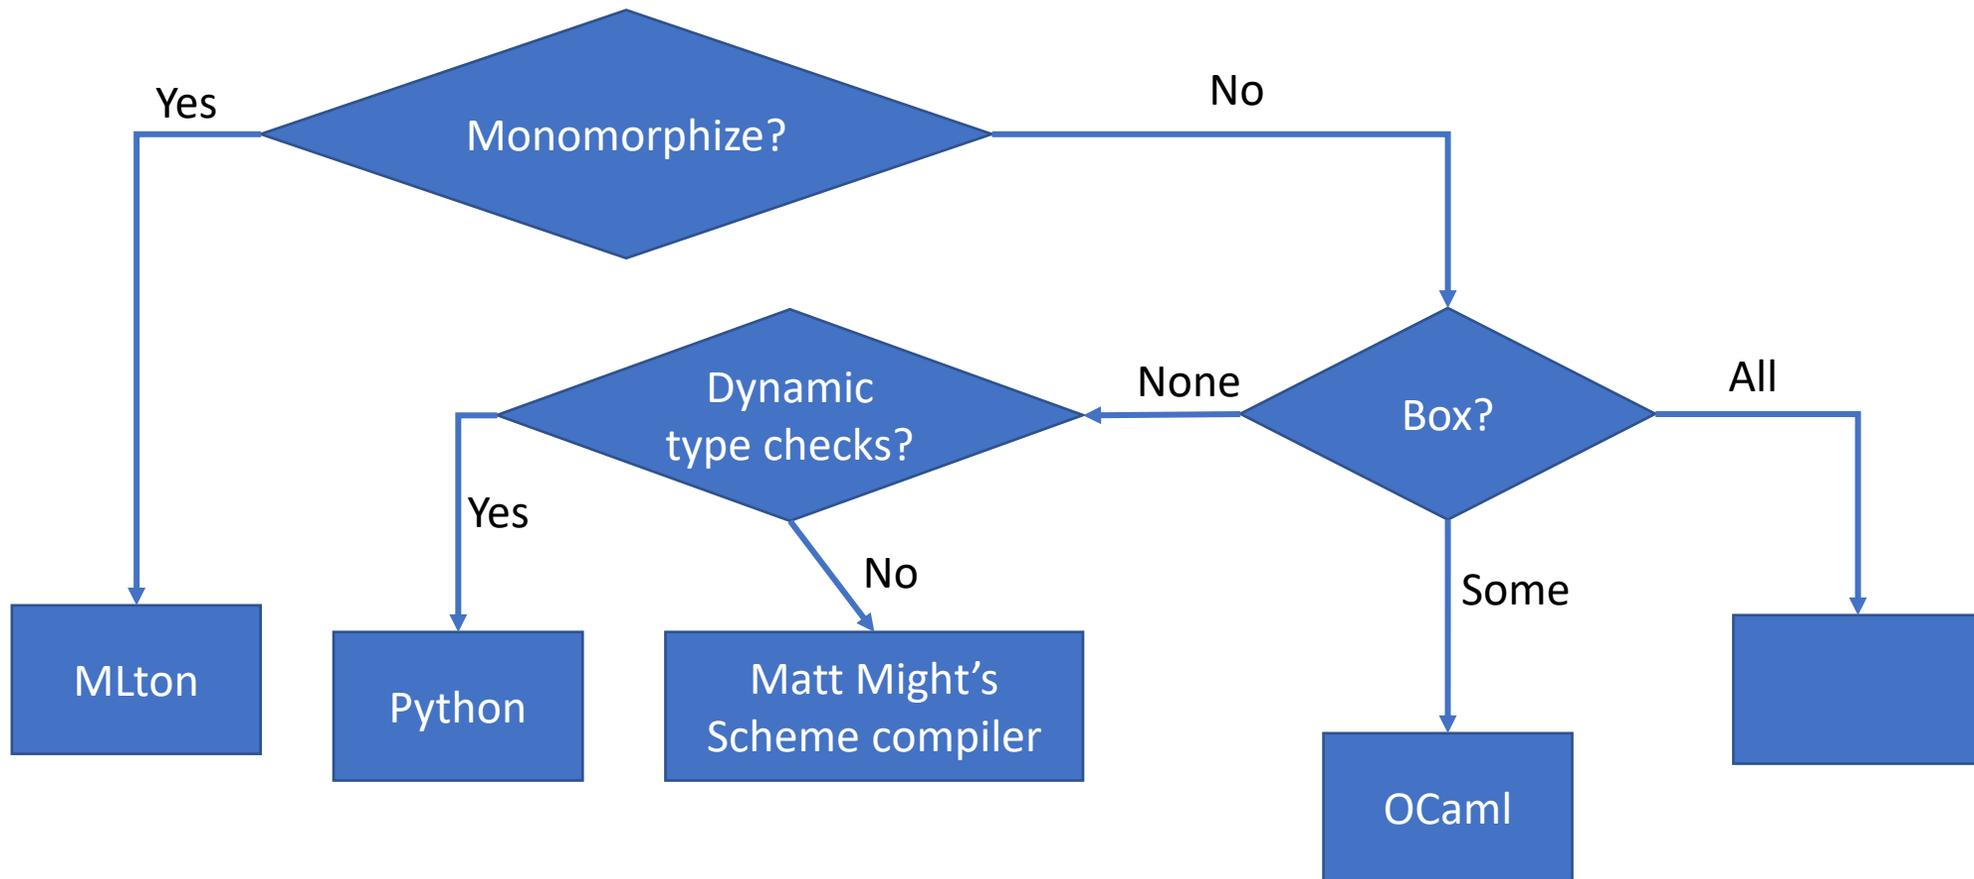 Yes
No
Monomorphize?
Dynamic
type checks?
None
Box?
All
Yes
No
Some
MLton
Python
Matt Might’s
Scheme compiler
OCaml